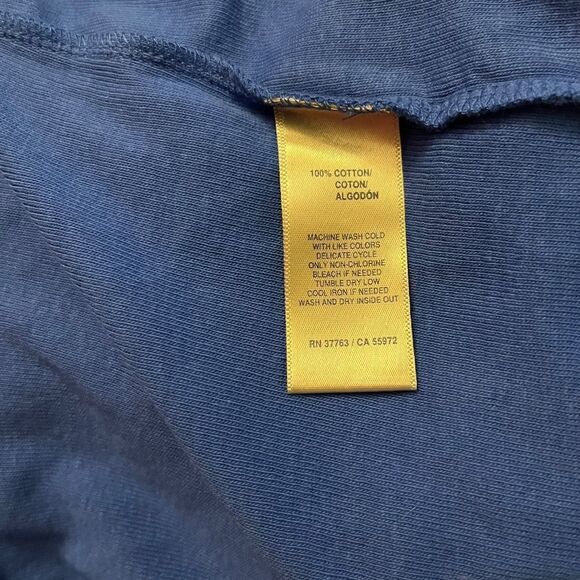 100% COTTON/
COTON/
ALGODÓN
MACHINE WASH COLD
WITH LIKE COLORS
DELICATE CYCLE
ONLY NON-CHLORINE
BLEACH IF NEEDED
TUMBLE DRY LOW
COOL IRON IF NEEDED
WASH AND DRY INSIDE OUT
RN 37763 / CA 55972